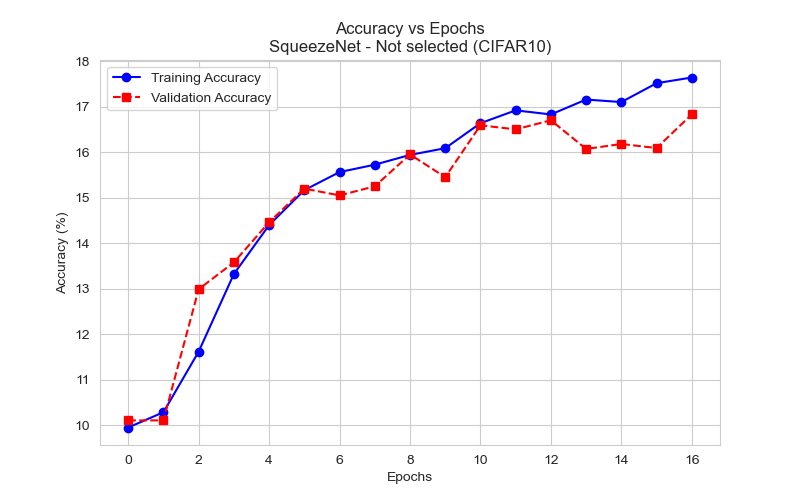 Accuracy vs Epochs
SqueezeNet - Not selected (CIFAR10)
Training Accuracy
Validation Accuracy
Accuracy (%)
18
17
16
15
14
13
12
11
10
0 2 4 6 8 10 12 14 16
Epochs